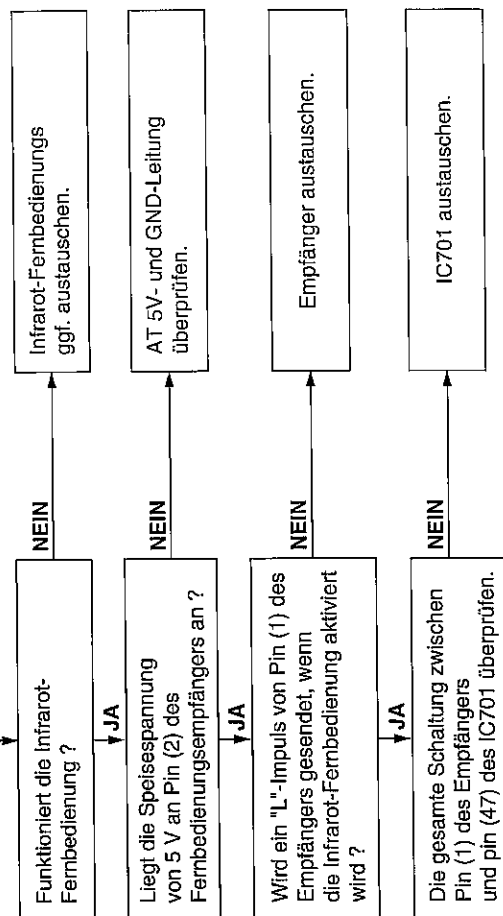 Funktioniert die Infrarot-
Fernbedienung ?
NEIN
Infrarot-Fernbedienungs
ggf. austauschen.
JA
Liegt die Speisespannung
von 5 V an Pin (2) des
Fernbedienungsempfängers an ?
NEIN
AT 5V- und GND-Leitung
überprüfen.
JA
Wird ein "L"-Impuls von Pin (1) des
Empfängers gesendet, wenn
die Infrarot-Fernbedienung aktiviert
wird ?
NEIN
Empfänger austauschen.
JA
Die gesamte Schaltung zwischen
Pin (1) des Empfängers
und pin (47) des IC701 überprüfen.
NEIN
IC701 austauschen.